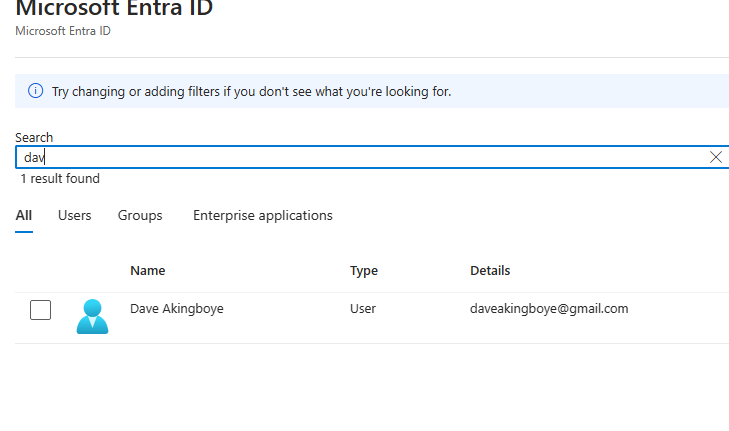 Microsoft Entra ID
Microsoft Entra ID
Try changing or adding filters if you don't see what you're looking for.
Search
dav
1 result found
All Users Groups Enterprise applications
Name Type Details
Dave Akingboye User daveakingboye@gmail.com